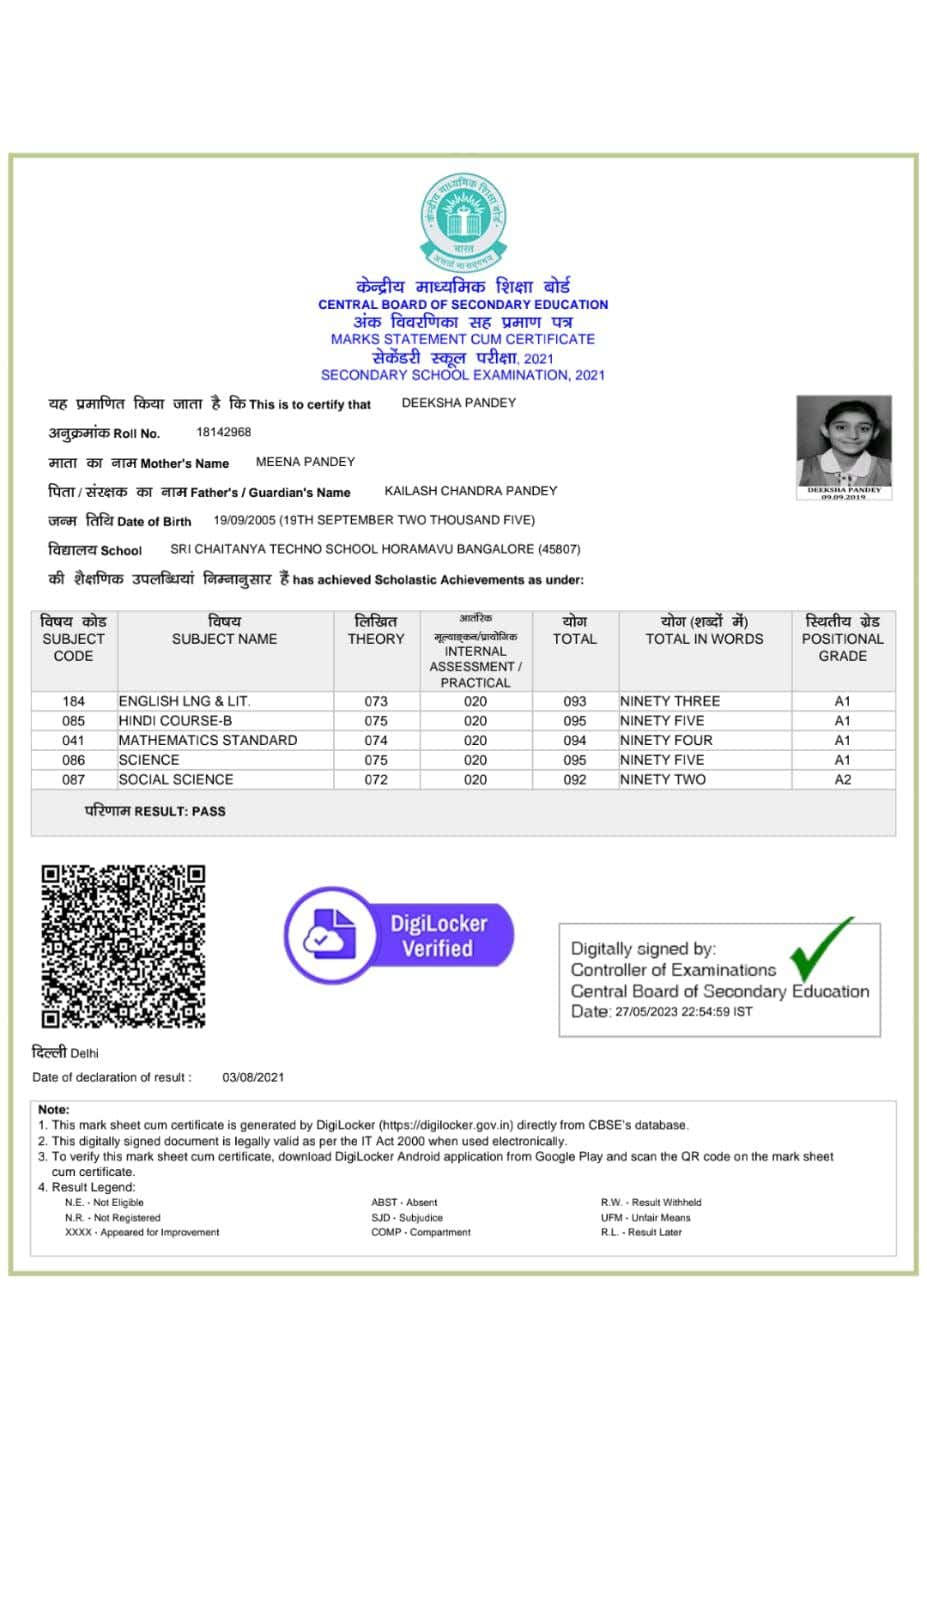 केन्द्रीय माध्यमिक शिक्षा बोर्ड
भारत
असतो मा सद्गमय
केन्द्रीय माध्यमिक शिक्षा बोर्ड
CENTRAL BOARD OF SECONDARY EDUCATION
अंक विवरणिका सह प्रमाण पत्र
MARKS STATEMENT CUM CERTIFICATE
सेकेंडरी स्कूल परीक्षा, 2021
SECONDARY SCHOOL EXAMINATION, 2021
यह प्रमाणित किया जाता है कि This is to certify that DEEKSHA PANDEY
अनुक्रमांक Roll No. 18142968
माता का नाम Mother's Name MEENA PANDEY
पिता / संरक्षक का नाम Father's / Guardian's Name KAILASH CHANDRA PANDEY
DEEKSHA PANDEY
09.09.2019
जन्म तिथि Date of Birth 19/09/2005 (19TH SEPTEMBER TWO THOUSAND FIVE)
विद्यालय School SRI CHAITANYA TECHNO SCHOOL HORAMAVU BANGALORE (45807)
की शैक्षणिक उपलब्धियां निम्नानुसार हैं has achieved Scholastic Achievements as under:
विषय कोड SUBJECT CODE विषय SUBJECT NAME लिखित THEORY आतंरिक मूल्याङ्कन/प्रायोगिक INTERNAL ASSESSMENT / PRACTICAL योग TOTAL योग (शब्दों में) TOTAL IN WORDS स्थितीय ग्रेड POSITIONAL GRADE
184 ENGLISH LNG & LIT. 073 020 093 NINETY THREE A1
085 HINDI COURSE-B 075 020 095 NINETY FIVE A1
041 MATHEMATICS STANDARD 074 020 094 NINETY FOUR A1
086 SCIENCE 075 020 095 NINETY FIVE A1
087 SOCIAL SCIENCE 072 020 092 NINETY TWO A2
परिणाम RESULT: PASS
DigiLocker
Verified
Digitally signed by:
Controller of Examinations
Central Board of Secondary Education
Date: 27/05/2023 22:54:59 IST
दिल्ली Delhi
Date of declaration of result : 03/08/2021
Note:
1. This mark sheet cum certificate is generated by DigiLocker (https://digilocker.gov.in) directly from CBSE's database.
2. This digitally signed document is legally valid as per the IT Act 2000 when used electronically.
3. To verify this mark sheet cum certificate, download DigiLocker Android application from Google Play and scan the QR code on the mark sheet
cum certificate.
4. Result Legend:
N.E. - Not Eligible ABST - Absent R.W. - Result Withheld
N.R. - Not Registered SJD - Subjudice UFM - Unfair Means
XXXX - Appeared for Improvement COMP - Compartment R.L. - Result Later